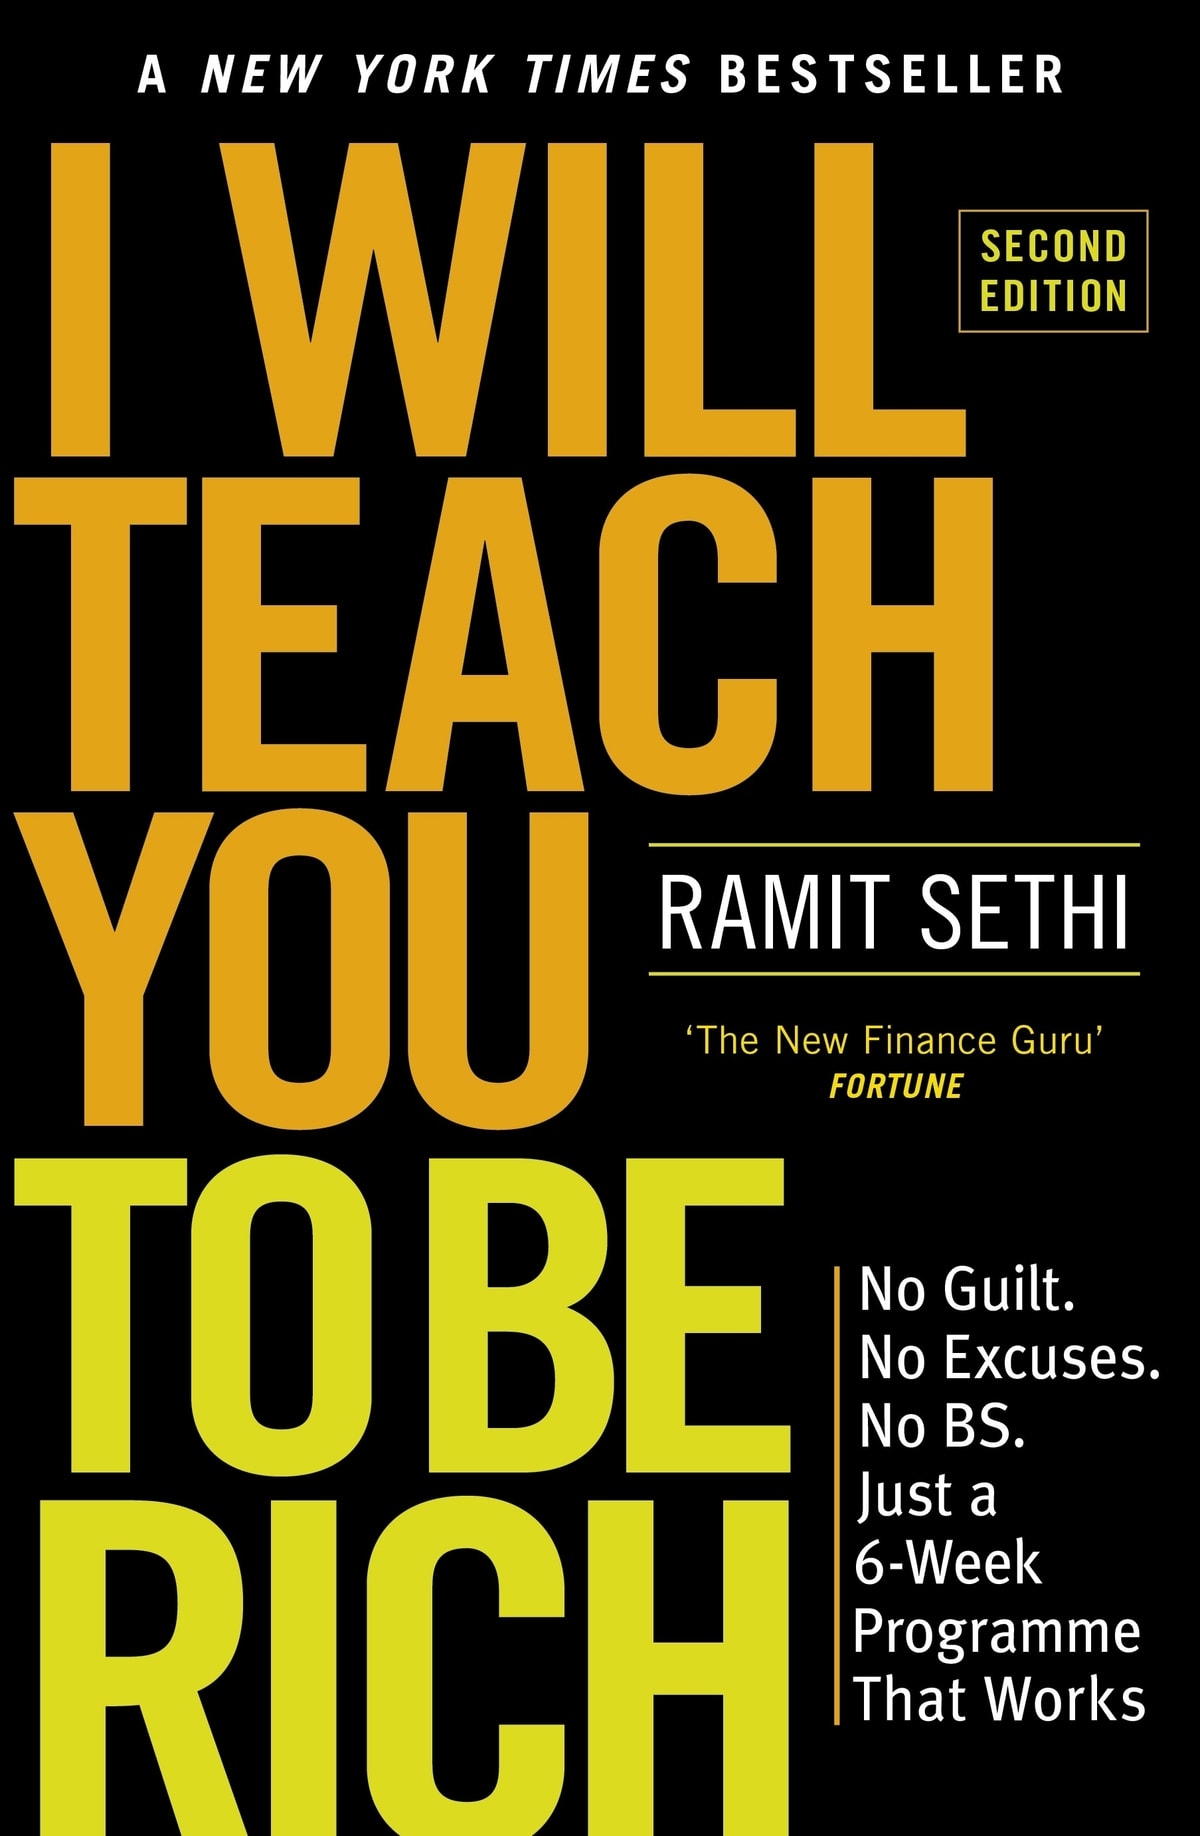 A NEW YORK TIMES BESTSELLER
I WILL
SECOND
EDITION
TEACH
YOU
RAMIT SETHI
‘The New Finance Guru’
FORTUNE
TO BE
RICH
No Guilt.
No Excuses.
No BS.
Just a
6-Week
Programme
That Works